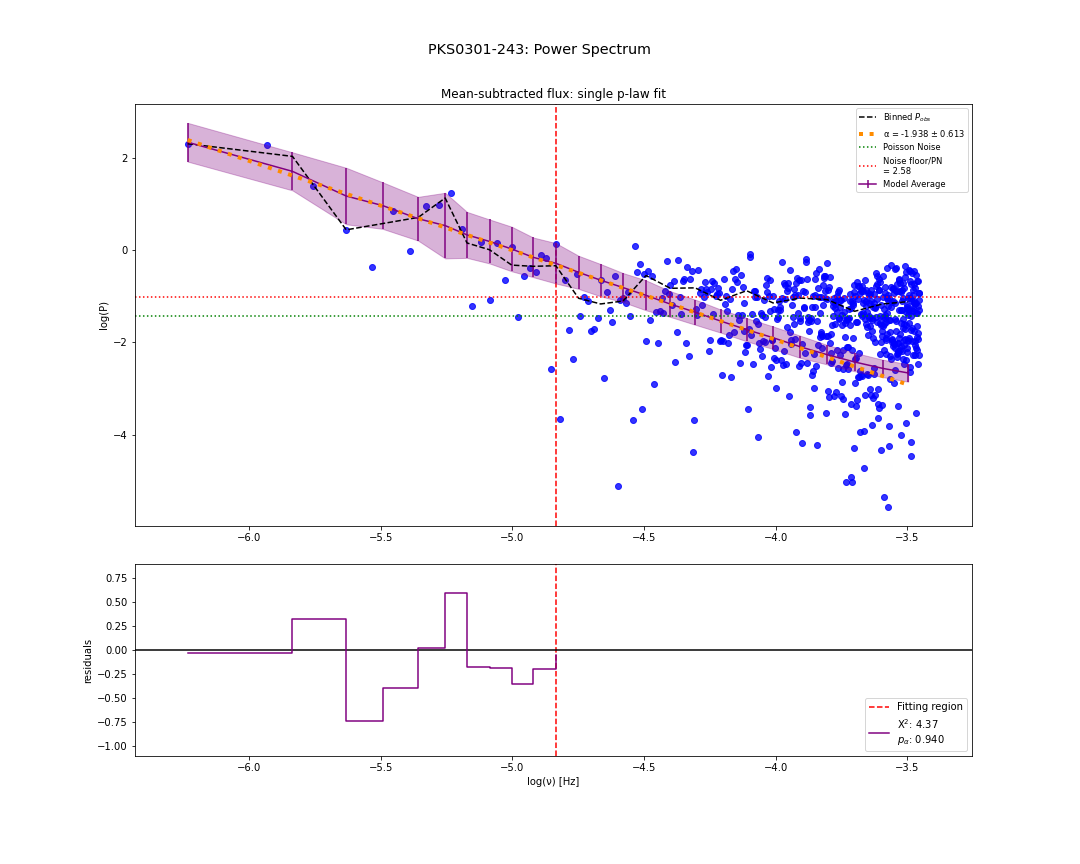 PKS0301-243: Power Spectrum
Mean-subtracted flux: single p-law fit
Binned P_obs
α = -1.938 ± 0.613
Poisson Noise
Noise floor/PN
= 2.58
Model Average
log(P)
2
0
−2
−4
−6.0 −5.5 −5.0 −4.5 −4.0 −3.5
residuals
0.75
0.50
0.25
0.00
−0.25
−0.50
−0.75
−1.00
Fitting region
X²: 4.37
p_α: 0.940
−6.0 −5.5 −5.0 −4.5 −4.0 −3.5
log(ν) [Hz]